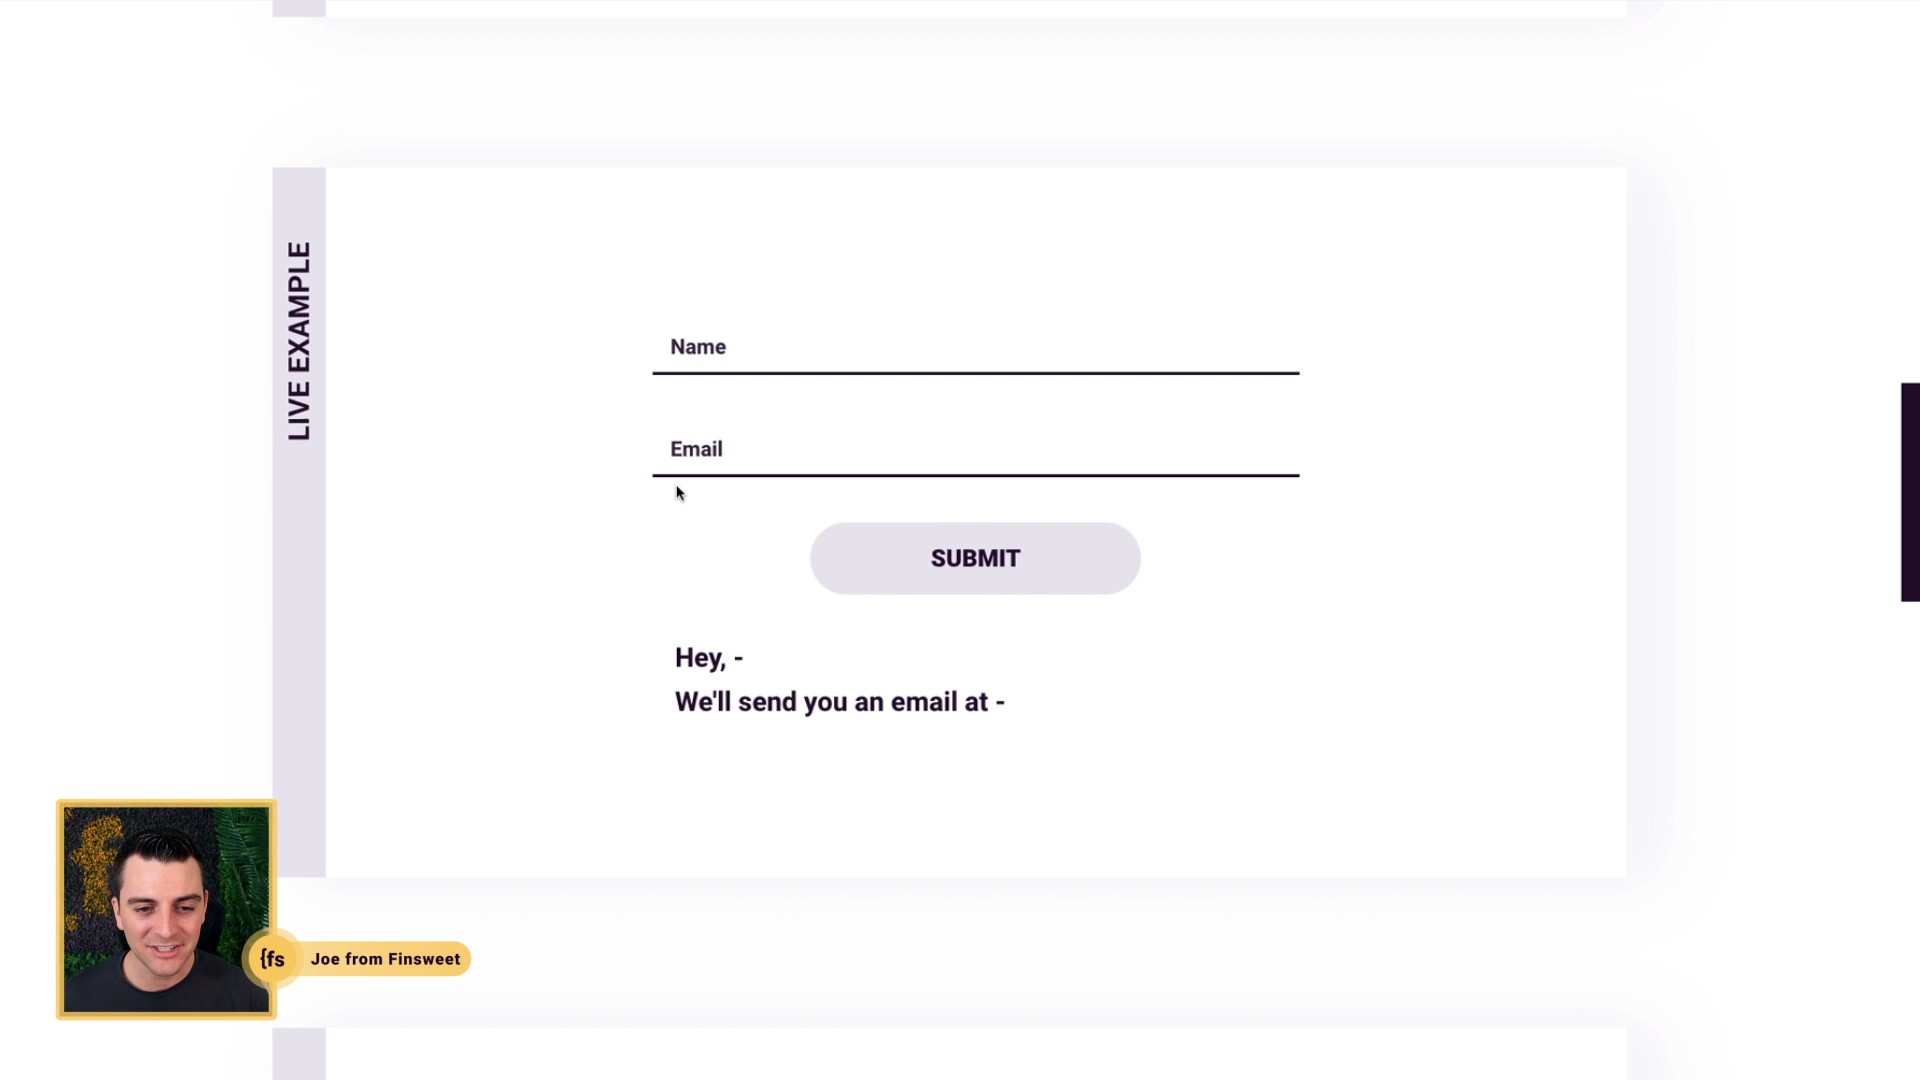 LIVE EXAMPLE
Name
Email
SUBMIT
Hey, -
We'll send you an email at -
{fs
Joe from Finsweet